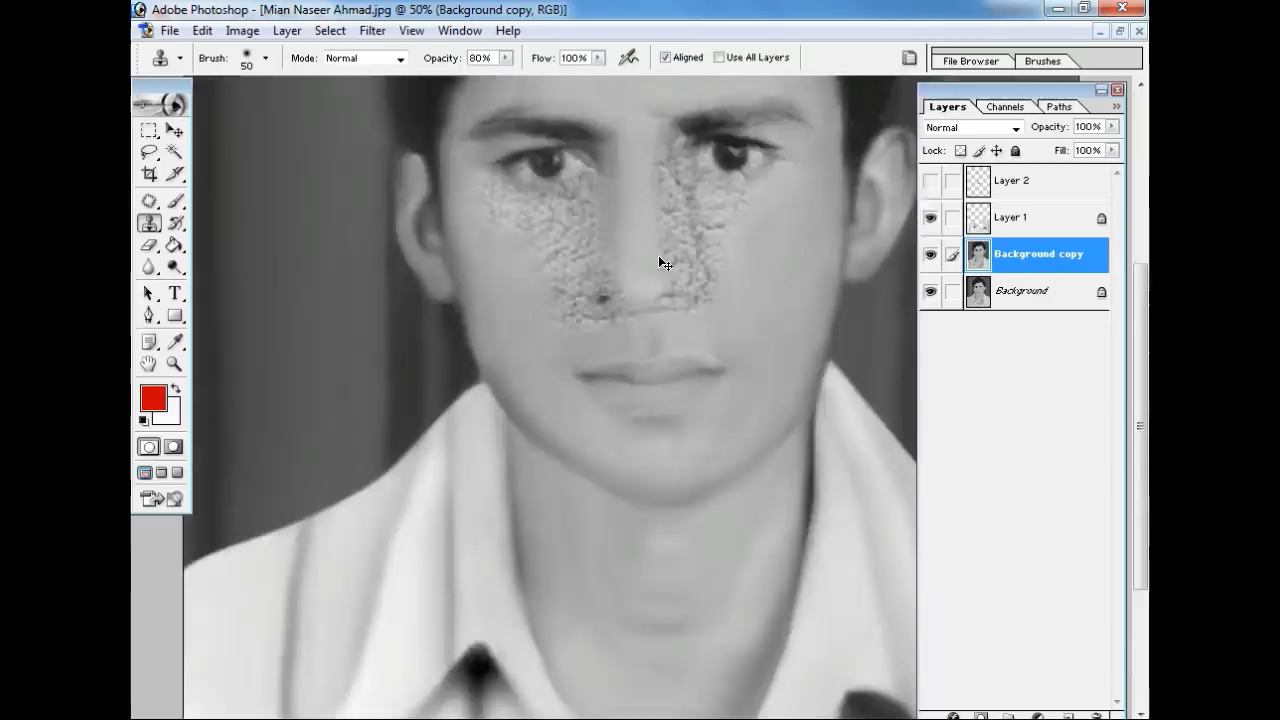 Adobe Photoshop - [Mian Naseer Ahmad.jpg @ 50% (Background copy, RGB)]
File Edit Image Layer Select Filter View Window Help
Brush: 50 Mode: Normal Opacity: 80% Flow: 100% Aligned Use All Layers File Browser Brushes
Layers Channels Paths
Normal Opacity: 100%
Lock: Fill: 100%
Layer 2
Layer 1
Background copy
Background